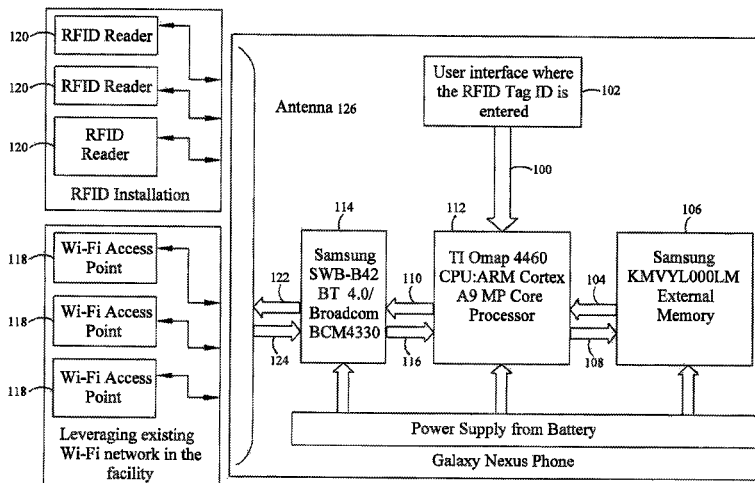 120
RFID Reader
120
RFID Reader
120
RFID
Reader
RFID Installation
118
Wi-Fi Access
Point
118
Wi-Fi Access
Point
118
Wi-Fi Access
Point
Leveraging existing
Wi-Fi network in the
facility
Antenna 126
User interface where
the RFID Tag ID is
entered
102
100
114
Samsung
SWB-B42
BT 4.0/
Broadcom
BCM4330
122
124
110
116
112
TI Omap 4460
CPU:ARM Cortex
A9 MP Core
Processor
104
108
106
Samsung
KMVYL000LM
External
Memory
Power Supply from Battery
Galaxy Nexus Phone